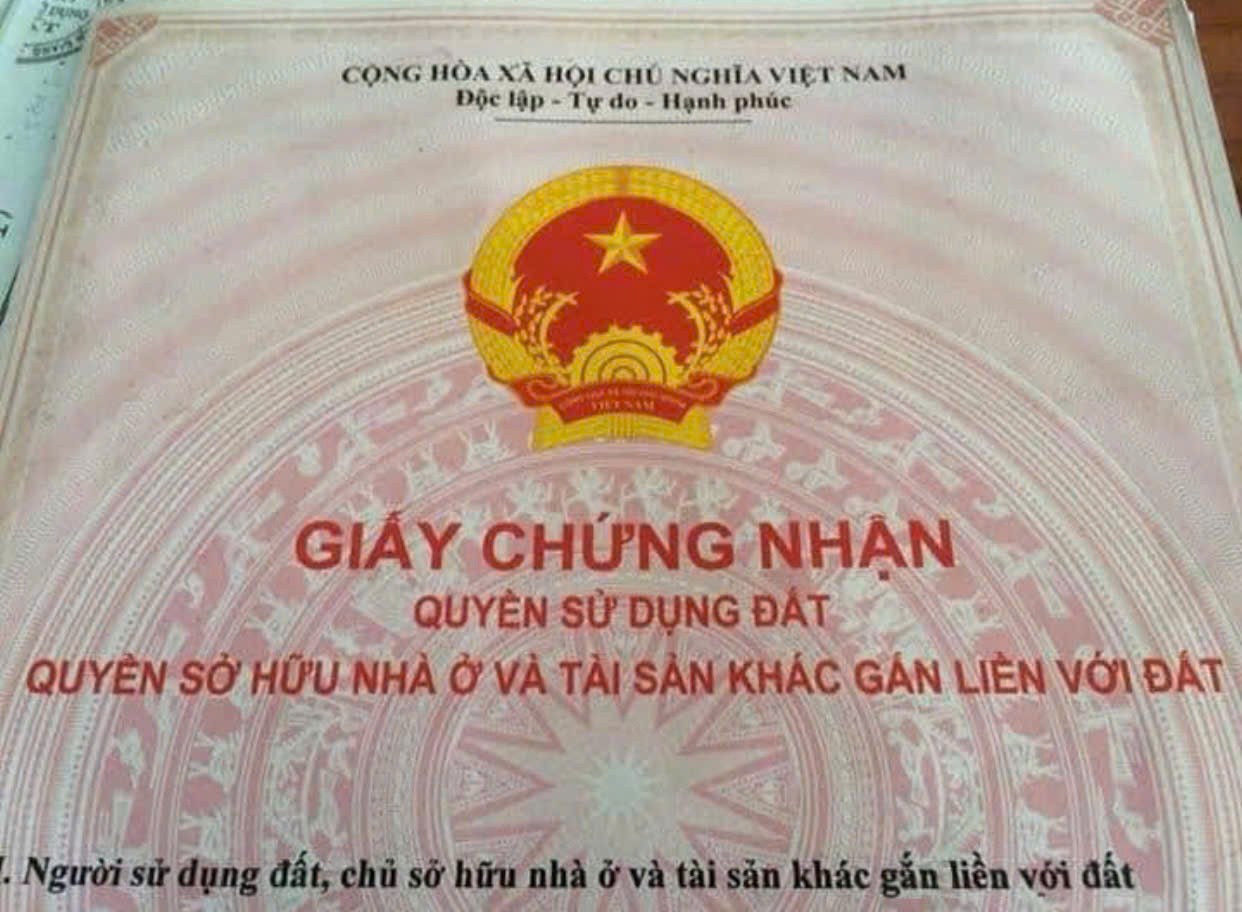 CỘNG HÒA XÃ HỘI CHỦ NGHĨA VIỆT NAM
Độc lập - Tự do - Hạnh phúc
VIỆT NAM
GIẤY CHỨNG NHẬN
QUYỀN SỬ DỤNG ĐẤT
QUYỀN SỞ HỮU NHÀ Ở VÀ TÀI SẢN KHÁC GẮN LIỀN VỚI ĐẤT
I. Người sử dụng đất, chủ sở hữu nhà ở và tài sản khác gắn liền với đất